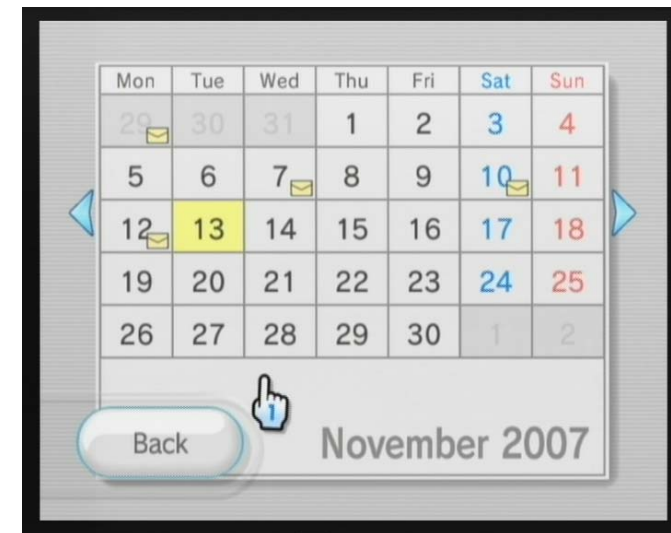 Mon Tue Wed Thu Fri Sat Sun
29 30 31 1 2 3 4
5 6 7 8 9 10 11
12 13 14 15 16 17 18
19 20 21 22 23 24 25
26 27 28 29 30 1 2
1
Back November 2007